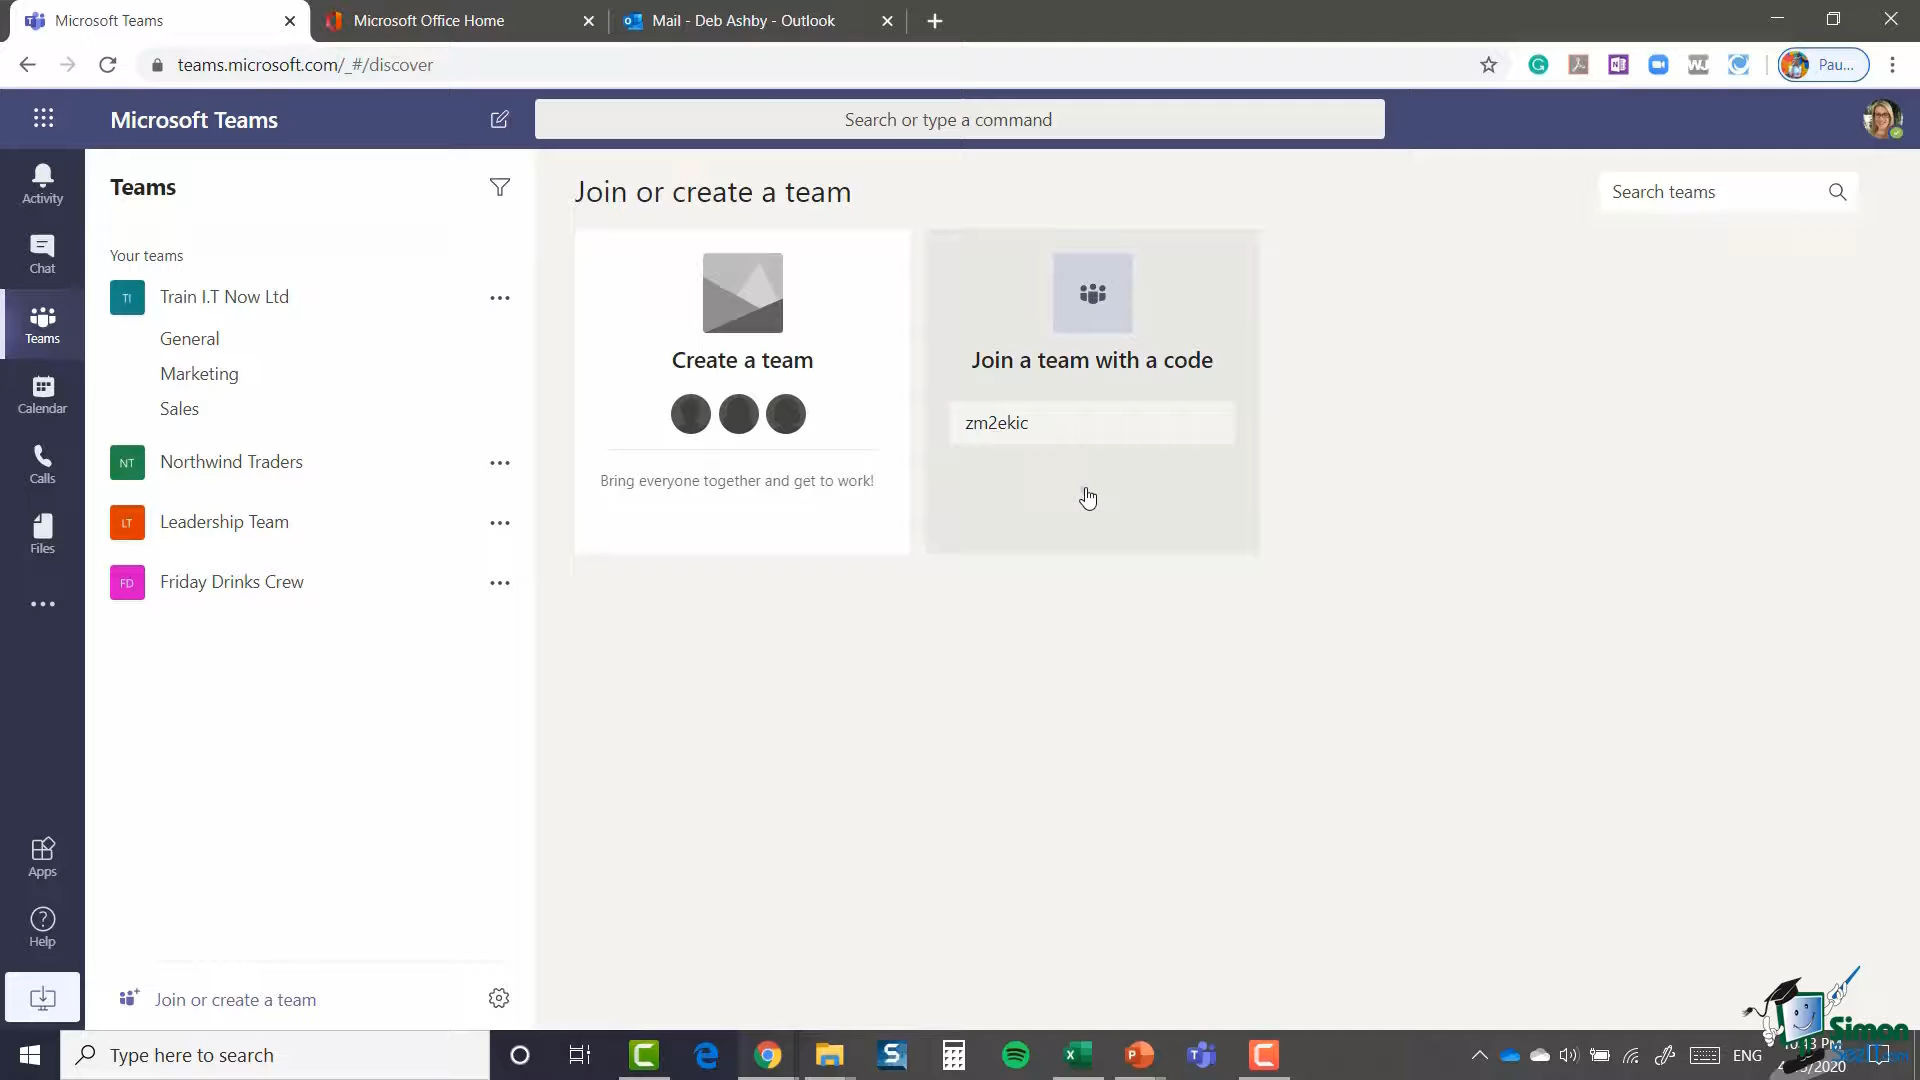 Microsoft Teams
Microsoft Office Home
Mail - Deb Ashby - Outlook
teams.microsoft.com/_#/discover
Pau...
Microsoft Teams
Search or type a command
Activity
Chat
Teams
Calendar
Calls
Files
Apps
Help
Teams
Your teams
TI Train I.T Now Ltd
General
Marketing
Sales
NT Northwind Traders
LT Leadership Team
FD Friday Drinks Crew
Join or create a team
Join or create a team
Search teams
Create a team
Bring everyone together and get to work!
Join a team with a code
zm2ekic
Type here to search
ENG
Simon